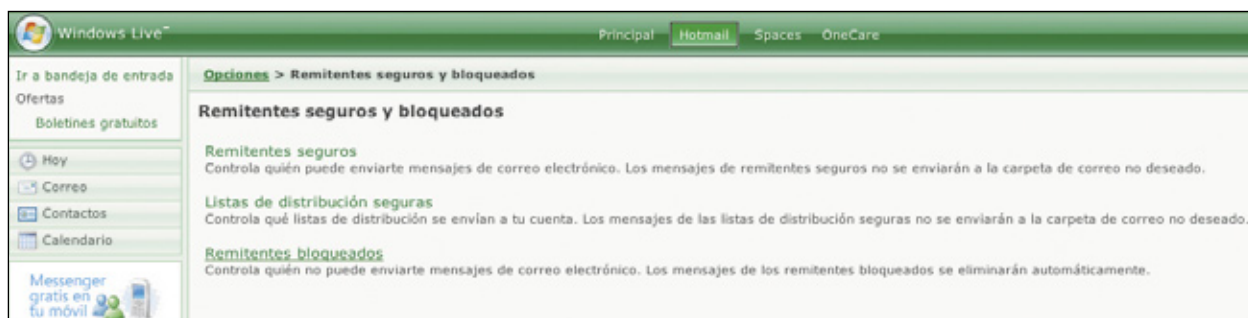 Windows Live™
Principal Hotmail Spaces OneCare
Ir a bandeja de entrada
Ofertas
Boletines gratuitos
Hoy
Correo
Contactos
Calendario
Messenger
gratis en
tu móvil
Opciones > Remitentes seguros y bloqueados
Remitentes seguros y bloqueados
Remitentes seguros
Controla quién puede enviarte mensajes de correo electrónico. Los mensajes de remitentes seguros no se enviarán a la carpeta de correo no deseado.
Listas de distribución seguras
Controla qué listas de distribución se envían a tu cuenta. Los mensajes de las listas de distribución seguras no se enviarán a la carpeta de correo no deseado.
Remitentes bloqueados
Controla quién no puede enviarte mensajes de correo electrónico. Los mensajes de los remitentes bloqueados se eliminarán automáticamente.